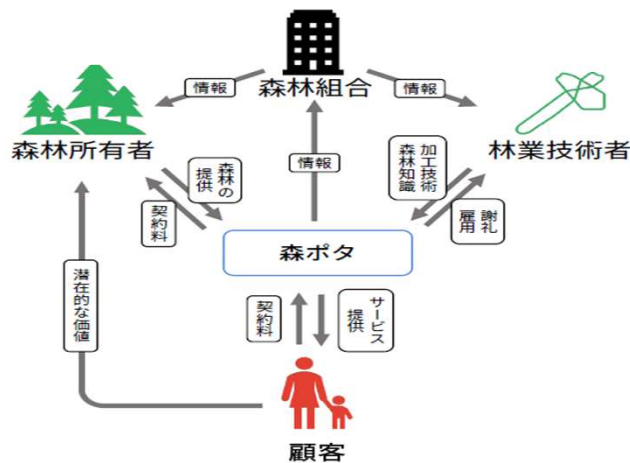 森林組合
情報
情報
森林所有者
林業技術者
情報
森林の
提供
契約料
加工技術
森林知識
謝礼
雇用
森ポタ
潜在的な価値
契約料
サービス
提供
顧客